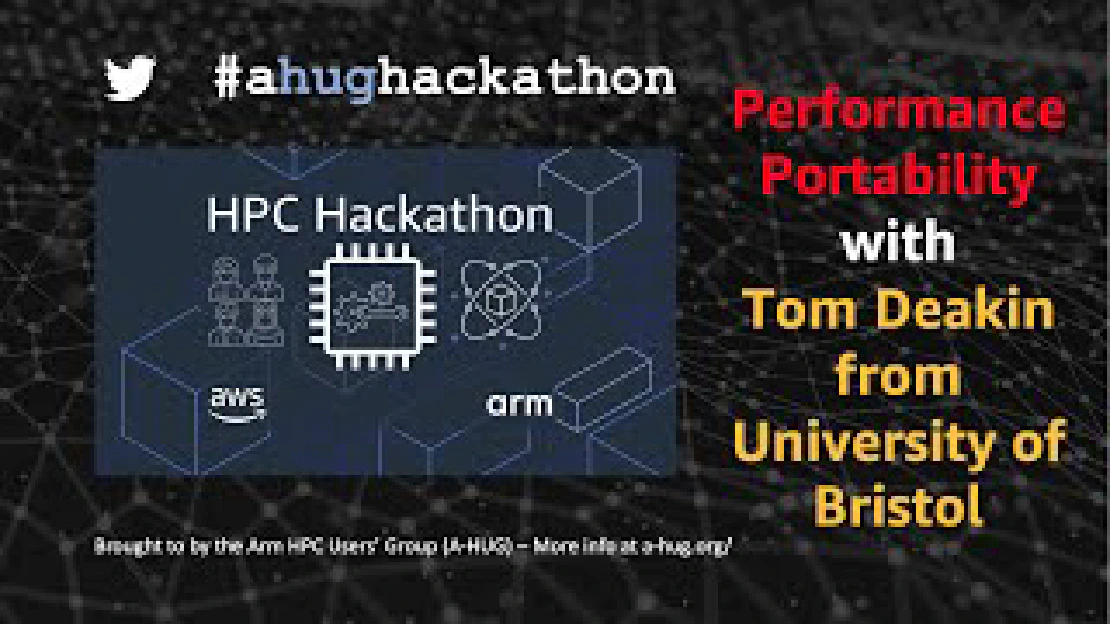 #ahughackathon
HPC Hackathon
aws
arm
Brought to by the Arm HPC Users' Group (A-HUG) – More info at a-hug.org/
Performance
Portability
with
Tom Deakin
from
University of
Bristol